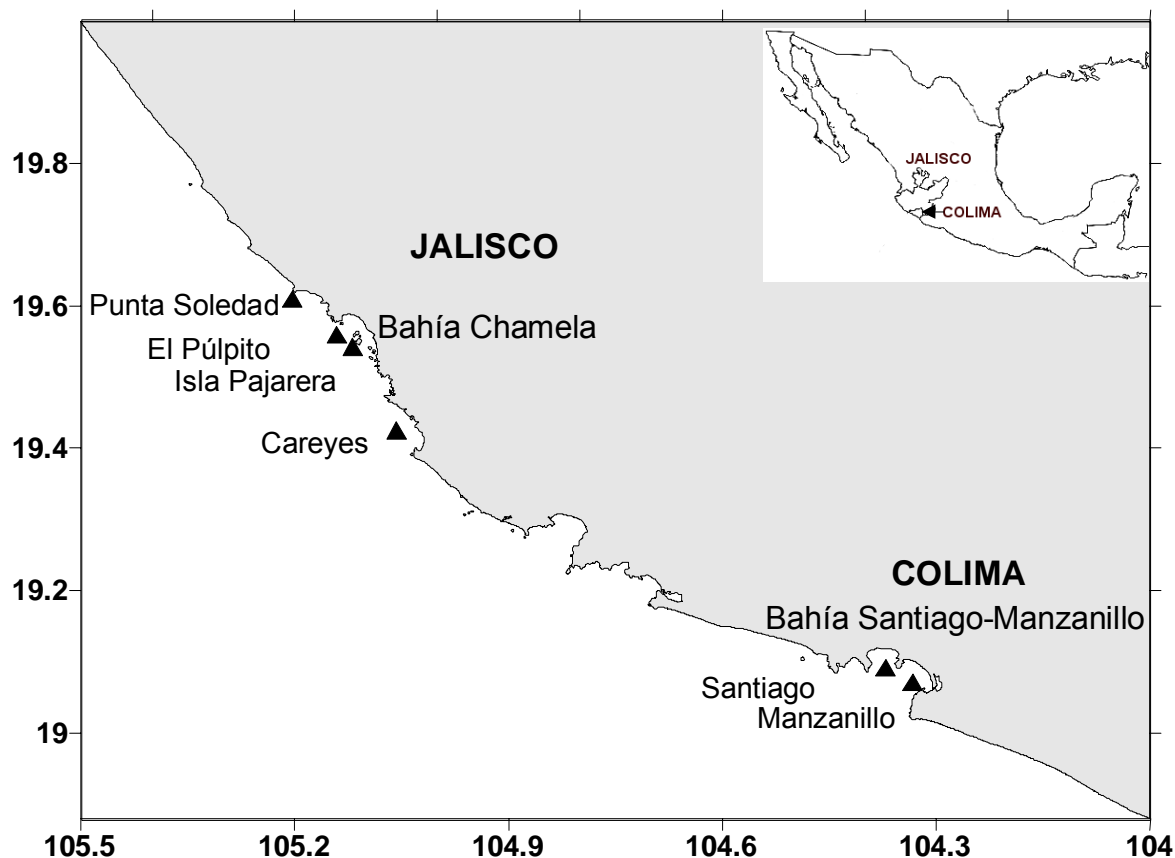 JALISCO
COLIMA
19.8
JALISCO
19.6
Punta Soledad
Bahía Chamela
El Púlpito
Isla Pajarera
19.4
Careyes
COLIMA
19.2
Bahía Santiago-Manzanillo
Santiago
Manzanillo
19
105.5 105.2 104.9 104.6 104.3 104